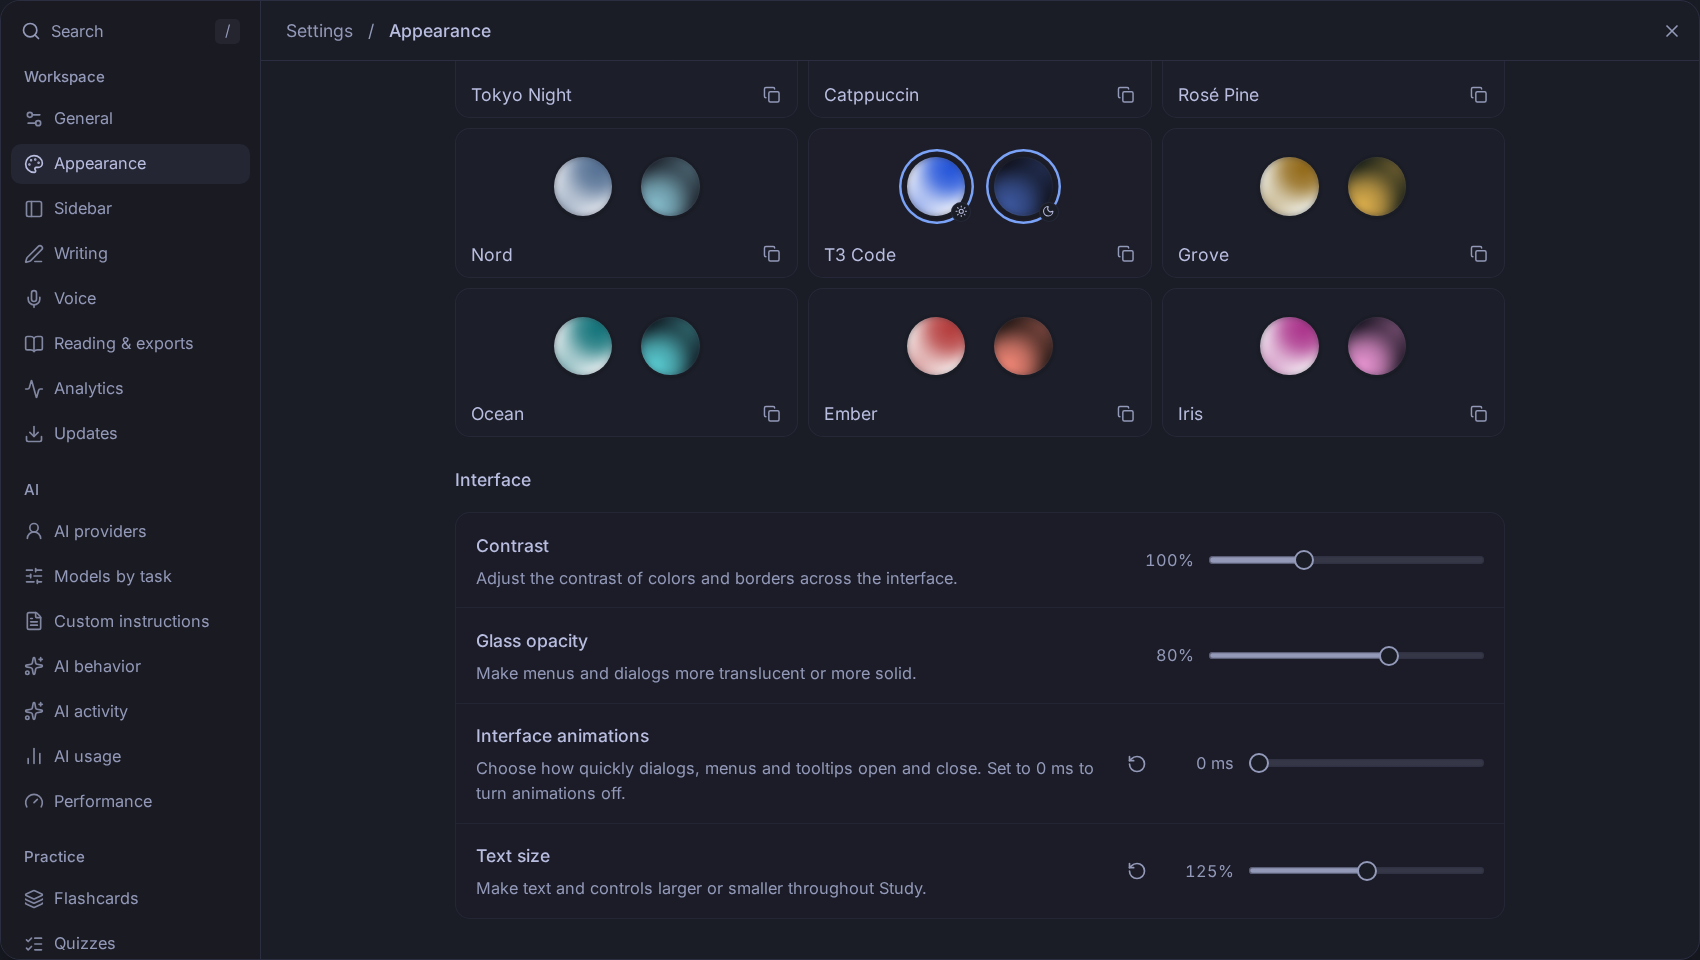 Search
/
Workspace
General
Appearance
Sidebar
Writing
Voice
Reading & exports
Analytics
Updates
AI
AI providers
Models by task
Custom instructions
AI behavior
AI activity
AI usage
Performance
Practice
Flashcards
Quizzes
Settings / Appearance
Tokyo Night
Catppuccin
Rosé Pine
Nord
T3 Code
Grove
Ocean
Ember
Iris
Interface
Contrast
Adjust the contrast of colors and borders across the interface.
100%
Glass opacity
Make menus and dialogs more translucent or more solid.
80%
Interface animations
Choose how quickly dialogs, menus and tooltips open and close. Set to 0 ms to
turn animations off.
0 ms
Text size
Make text and controls larger or smaller throughout Study.
125%